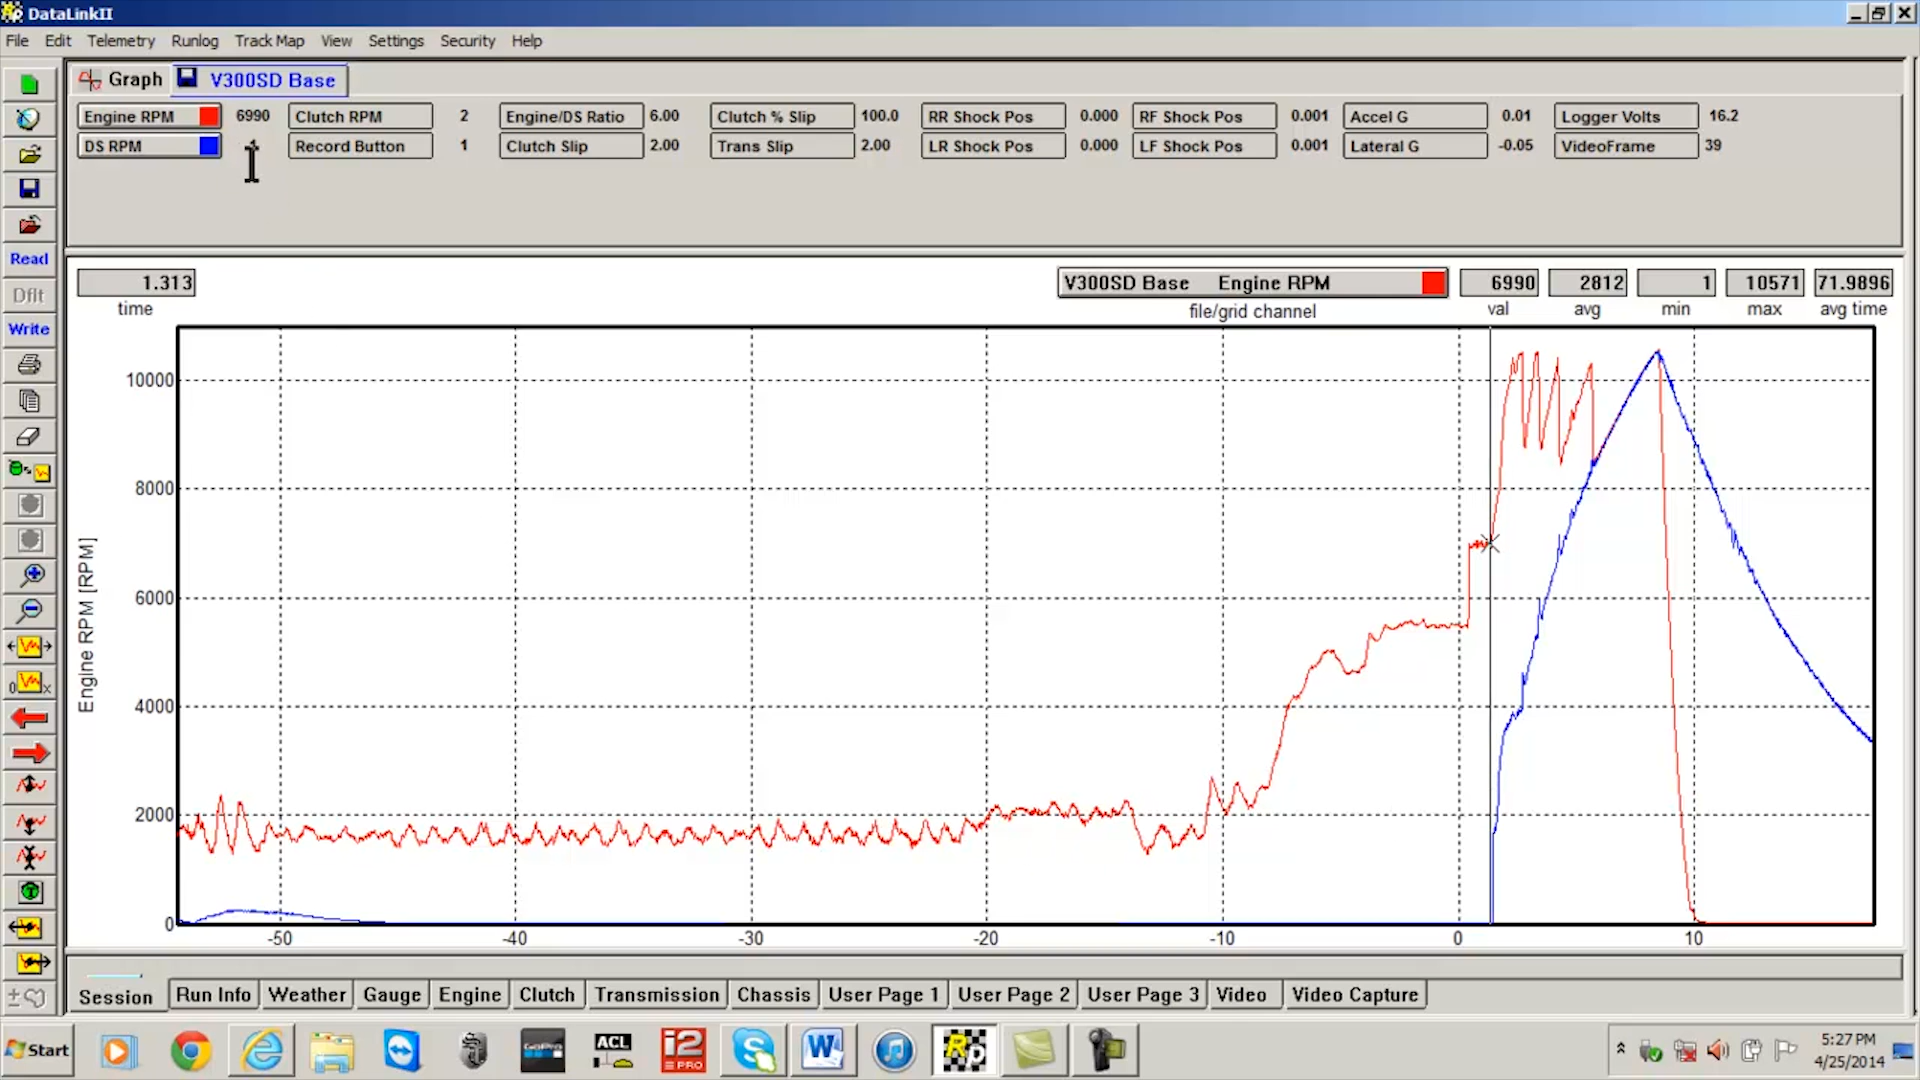 DataLinkII
File Edit Telemetry Runlog Track Map View Settings Security Help
Graph V300SD Base
Engine RPM 6990 Clutch RPM 2 Engine/DS Ratio 6.00 Clutch % Slip 100.0 RR Shock Pos 0.000 RF Shock Pos 0.001 Accel G 0.01 Logger Volts 16.2
DS RPM Record Button 1 Clutch Slip 2.00 Trans Slip 2.00 LR Shock Pos 0.000 LF Shock Pos 0.001 Lateral G -0.05 VideoFrame 39
Read
Dflt
Write
1.313 V300SD Base Engine RPM 6990 2812 1 10571 71.9896
time file/grid channel val avg min max avg time
10000
8000
6000
4000
2000
0
Engine RPM [RPM]
-50 -40 -30 -20 -10 0 10
Session Run Info Weather Gauge Engine Clutch Transmission Chassis User Page 1 User Page 2 User Page 3 Video Video Capture
Start GoPro ACL i2 PRO W Rp 5:27 PM
4/25/2014